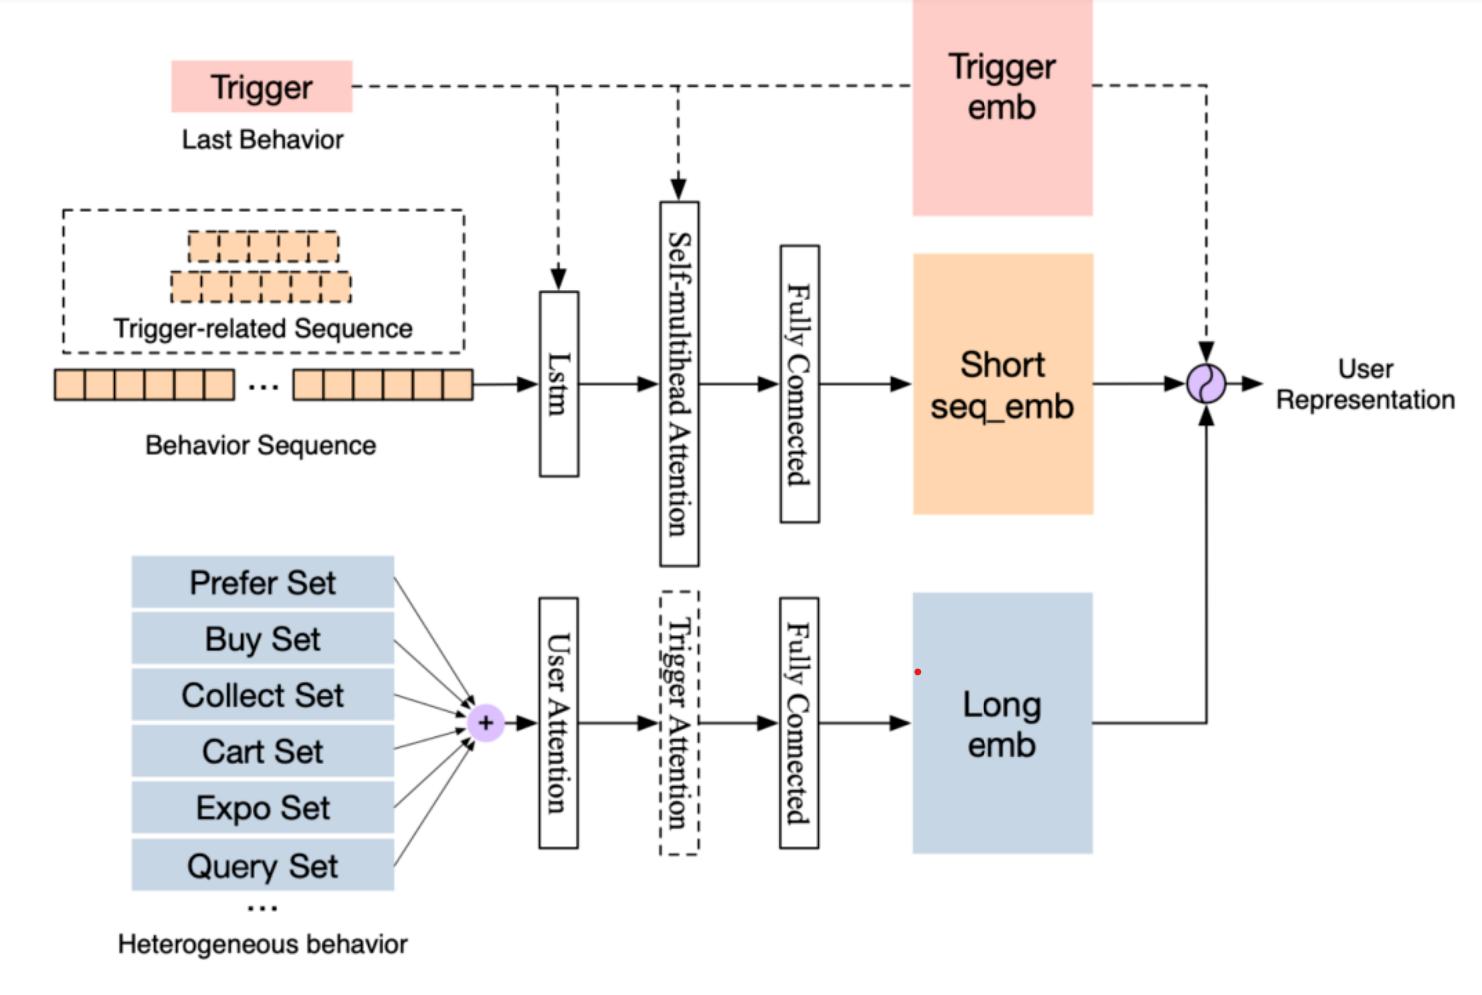 Trigger
Last Behavior
Trigger
emb
Trigger-related Sequence
...
Behavior Sequence
Lstm
Self-multihead Attention
Fully Connected
Short
seq_emb
User
Representation
Prefer Set
Buy Set
Collect Set
Cart Set
Expo Set
Query Set
...
Heterogeneous behavior
+
User Attention
Trigger Attention
Fully Connected
Long
emb